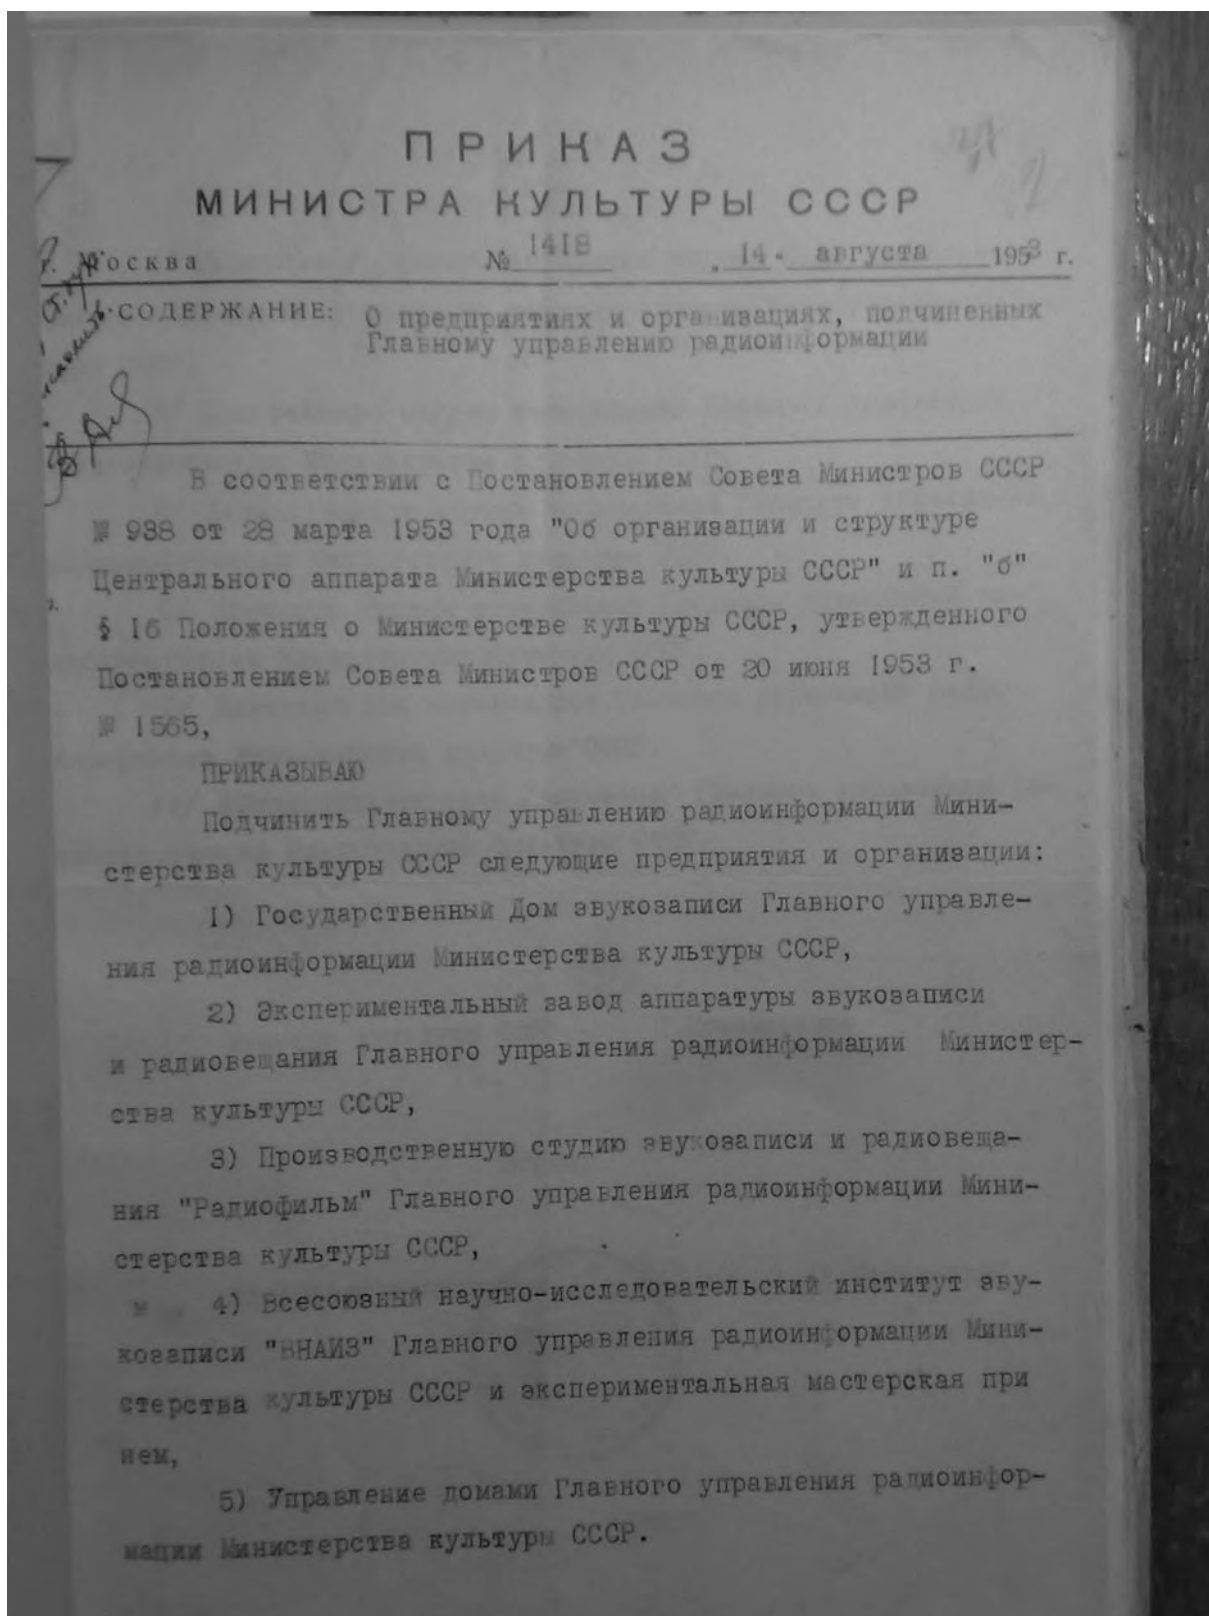 ПРИКАЗ
МИНИСТРА КУЛЬТУРЫ СССР
г. Москва № 1418 „14" августа 1953 г.
СОДЕРЖАНИЕ: О предприятиях и организациях, подчиненных
Главному управлению радиоинформации
В соответствии с Постановлением Совета Министров СССР
№ 938 от 28 марта 1953 года "Об организации и структуре
Центрального аппарата Министерства культуры СССР" и п. "б"
§ 16 Положения о Министерстве культуры СССР, утвержденного
Постановлением Совета Министров СССР от 20 июня 1953 г.
№ 1565,
ПРИКАЗЫВАЮ
Подчинить Главному управлению радиоинформации Мини-
стерства культуры СССР следующие предприятия и организации:
1) Государственный Дом звукозаписи Главного управле-
ния радиоинформации Министерства культуры СССР,
2) Экспериментальный завод аппаратуры звукозаписи
и радиовещания Главного управления радиоинформации Министер-
ства культуры СССР,
3) Производственную студию звукозаписи и радиовеща-
ния "Радиофильм" Главного управления радиоинформации Мини-
стерства культуры СССР,
4) Всесоюзный научно-исследовательский институт зву-
козаписи "ВНАИЗ" Главного управления радиоинформации Мини-
стерства культуры СССР и экспериментальная мастерская при
нем,
5) Управление домами Главного управления радиоинфор-
мации Министерства культуры СССР.